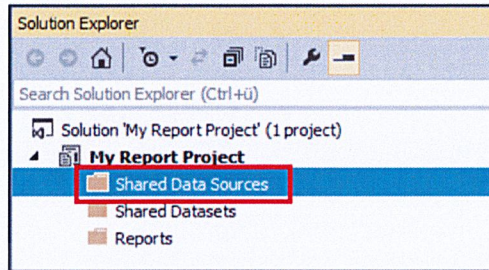 Solution Explorer
Search Solution Explorer (Ctrl+ü)
Solution 'My Report Project' (1 project)
My Report Project
Shared Data Sources
Shared Datasets
Reports